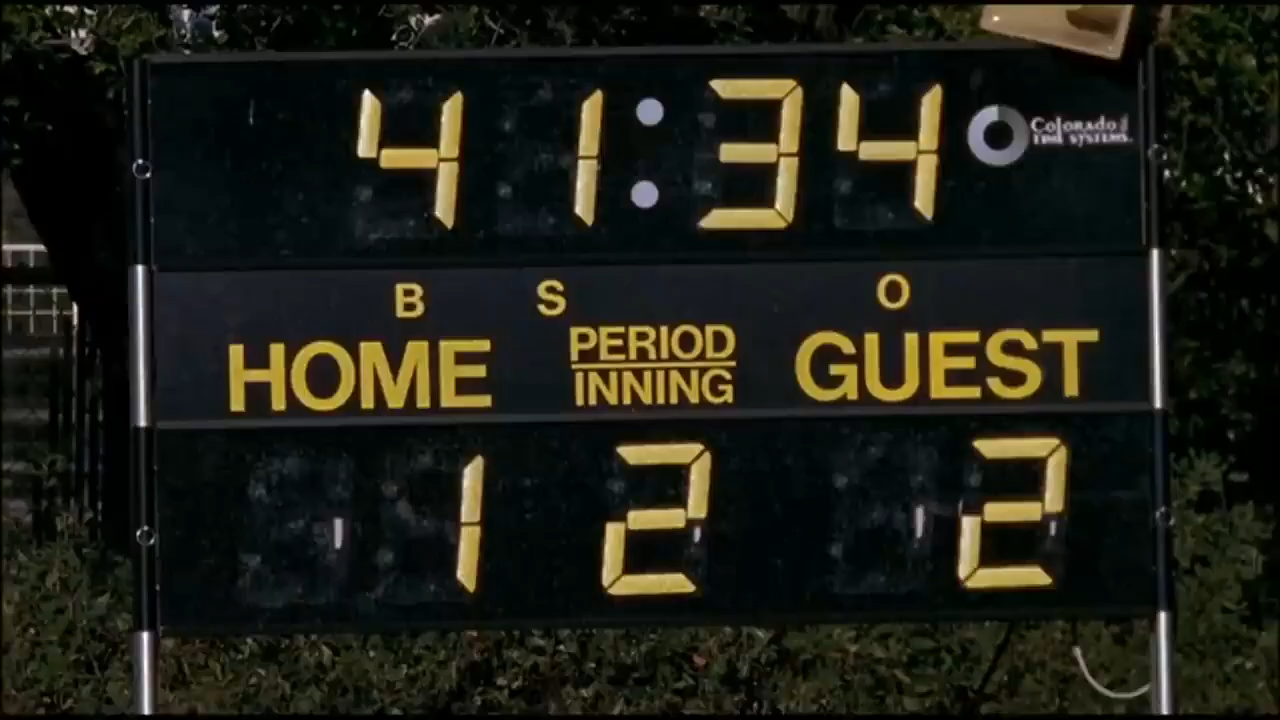 41:34
Colorado
TIME SYSTEMS
B S O
HOME PERIOD GUEST
INNING
1 2 2